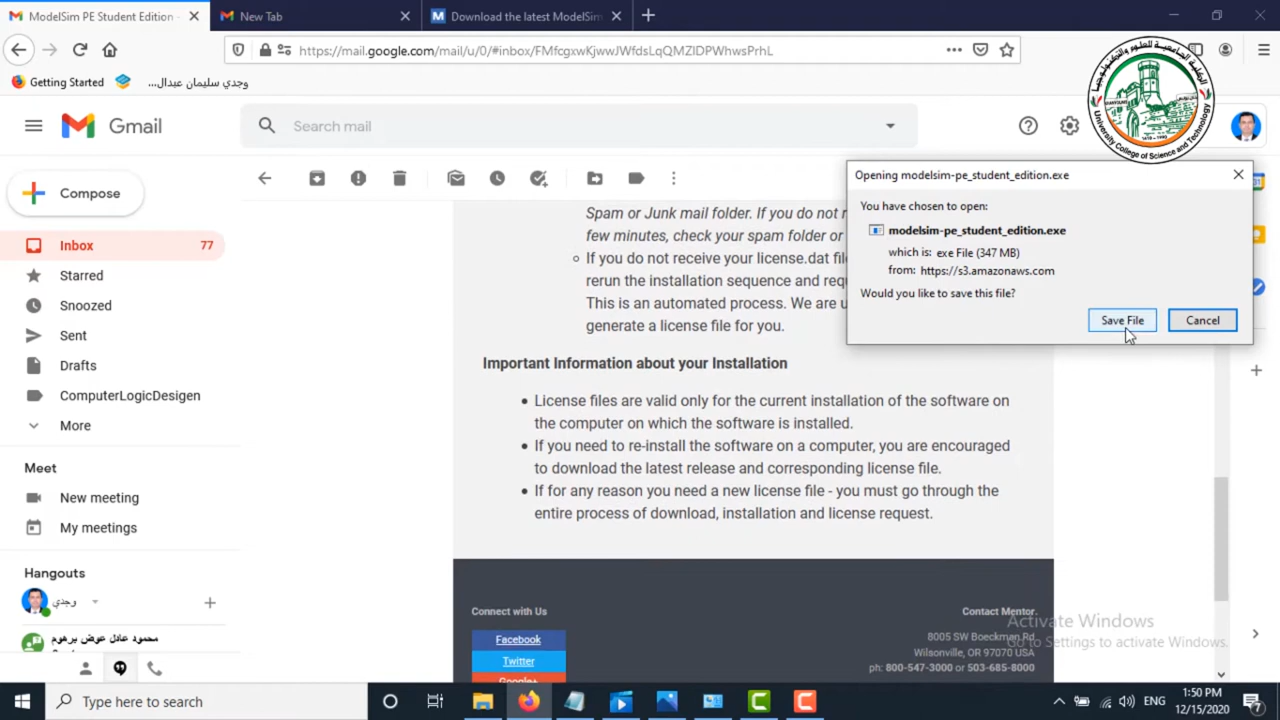 ModelSim PE Student Edition
New Tab
Download the latest ModelSim
https://mail.google.com/mail/u/0/#inbox/FMfcgxwKjwwJWfdsLqQMZlDPWhwsPrhL
Getting Started
وجدي سليمان عبدال...
الكلية الجامعية للعلوم والتكنولوجيا
University College of Science and Technology
Gmail
Search mail
Compose
Inbox 77
Starred
Snoozed
Sent
Drafts
ComputerLogicDesigen
More
Meet
New meeting
My meetings
Hangouts
وجدي
محمود عادل عوض برهوم
Spam or Junk mail folder. If you do not r
few minutes, check your spam folder or
If you do not receive your license.dat fil
rerun the installation sequence and requ
This is an automated process. We are u
generate a license file for you.
Important Information about your Installation
License files are valid only for the current installation of the software on
the computer on which the software is installed.
If you need to re-install the software on a computer, you are encouraged
to download the latest release and corresponding license file.
If for any reason you need a new license file - you must go through the
entire process of download, installation and license request.
Opening modelsim-pe_student_edition.exe
You have chosen to open:
modelsim-pe_student_edition.exe
which is: exe File (347 MB)
from: https://s3.amazonaws.com
Would you like to save this file?
Save File
Cancel
Connect with Us
Facebook
Twitter
Google+
Contact Mentor
8005 SW Boeckman Rd
Wilsonville, OR 97070 USA
ph: 800-547-3000 or 503-685-8000
Activate Windows
Go to Settings to activate Windows.
Type here to search
ENG
1:50 PM
12/15/2020
7